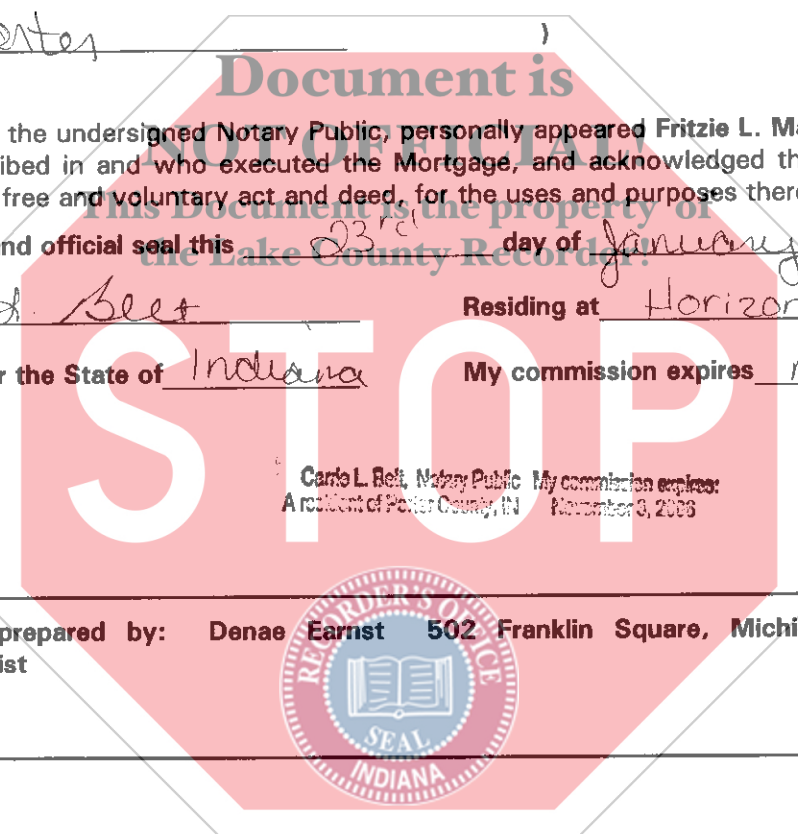 )
Document is
the undersigned Notary Public, personally appeared Fritzie L. Ma
NOT OFFICIAL!
ibed in and who executed the Mortgage, and acknowledged th
free and voluntary act and deed, for the uses and purposes there
This Document is the property of
nd official seal this 23rd day of January
the Lake County Recorder!
Residing at Horizon
r the State of Indiana My commission expires
STOP
Carrie L. Belt, Notary Public My commission expires:
A resident of Porter County, IN November 3, 2006
prepared by: Denae Earnst 502 Franklin Square, Michi
ist
RECORDER'S OFFICE
SEAL
INDIANA